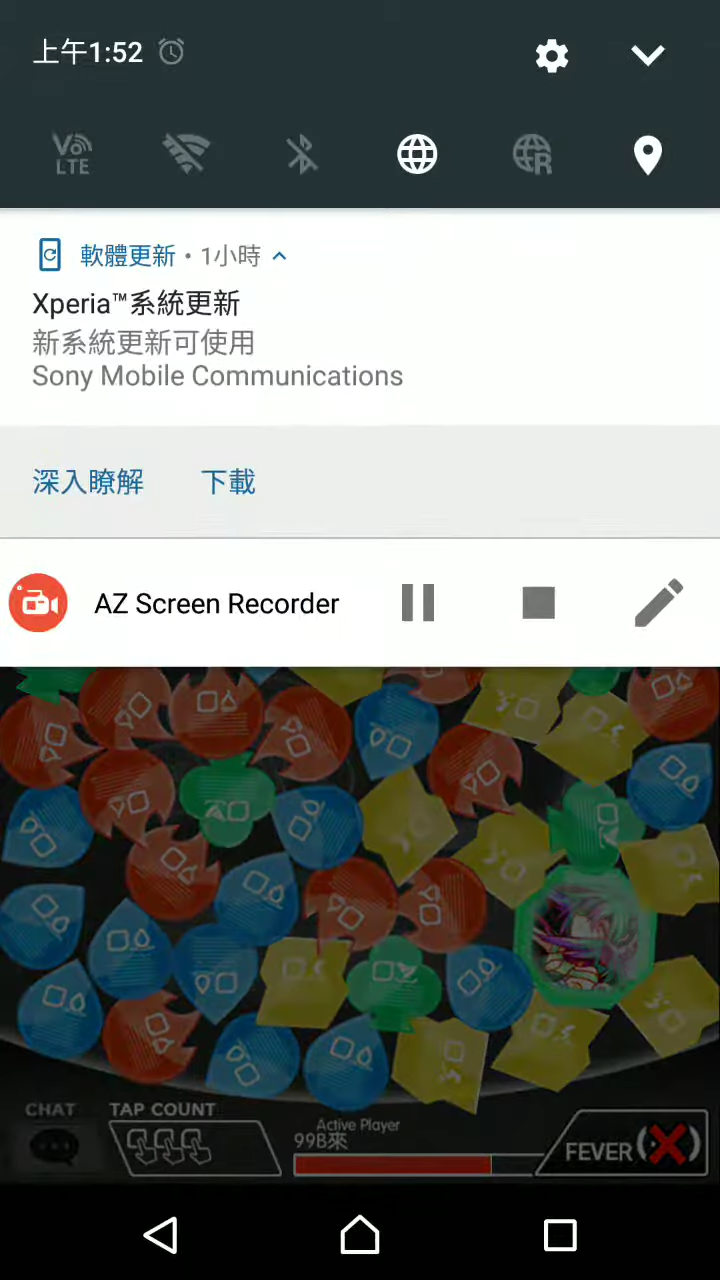 上午1:52
Vo
LTE
R
軟體更新 • 1小時
Xperia™系統更新
新系統更新可使用
Sony Mobile Communications
深入瞭解 下載
AZ Screen Recorder
CHAT TAP COUNT
Active Player
99B來
FEVER